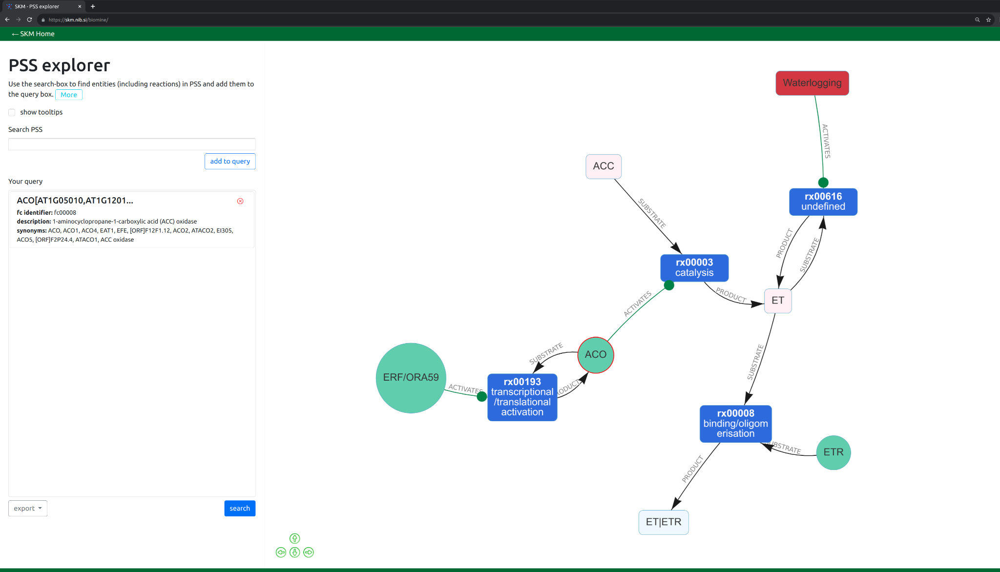 SKM - PSS explorer
https://skm.nib.si/biomine/
← SKM Home
PSS explorer
Use the search-box to find entities (including reactions) in PSS and add them to
the query box. More
show tooltips
Search PSS
add to query
Your query
ACO[AT1G05010,AT1G1201...
fc identifier: fc00008
description: 1-aminocyclopropane-1-carboxylic acid (ACC) oxidase
synonyms: ACO, ACO1, ACO4, EAT1, EFE, [ORF]F12F1.12, ACO2, ATACO2, EI305,
ACO5, [ORF]F2P24.4, ATACO1, ACC oxidase
export
search
Waterlogging
ACTIVATES
ACC
SUBSTRATE
rx00616
undefined
PRODUCT
SUBSTRATE
rx00003
catalysis
PRODUCT
ET
ACTIVATES
SUBSTRATE
ACO
SUBSTRATE
ERF/ORA59
ACTIVATES
rx00193
transcriptional
/translational
activation
RODUCT
rx00008
binding/oligom
erisation
SUBSTRATE
ETR
PRODUCT
ET|ETR